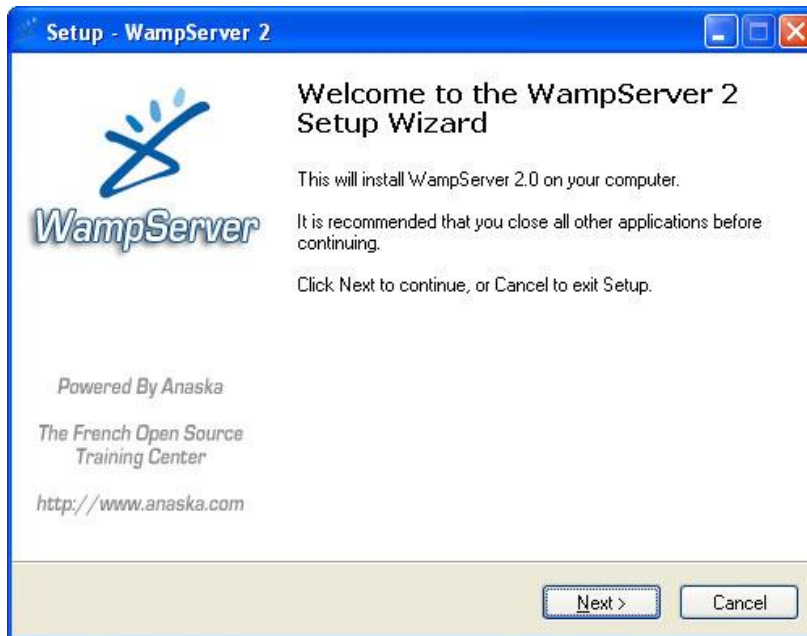 Setup - WampServer 2
Welcome to the WampServer 2
Setup Wizard
This will install WampServer 2.0 on your computer.
It is recommended that you close all other applications before
continuing.
Click Next to continue, or Cancel to exit Setup.
WampServer
Powered By Anaska
The French Open Source
Training Center
http://www.anaska.com
Next >
Cancel